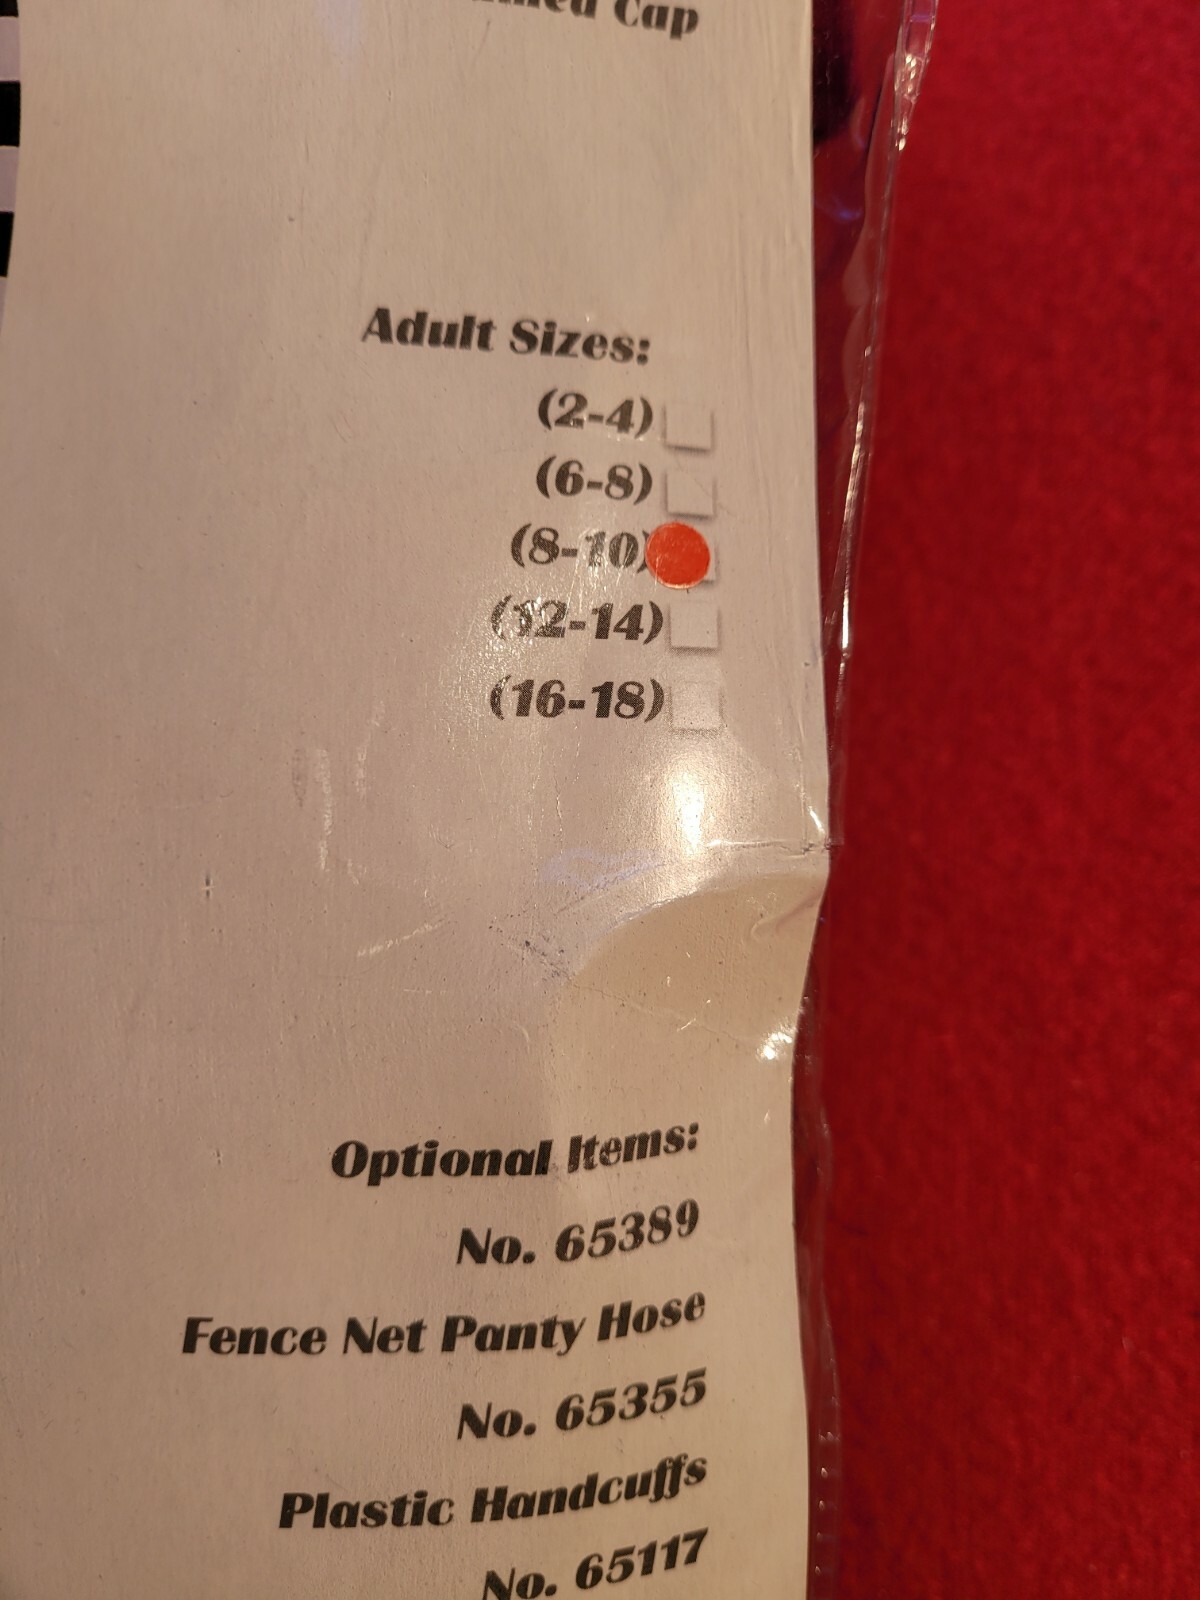 Cap
Adult Sizes:
(2-4)
(6-8)
(8-10)
(12-14)
(16-18)
Optional Items:
No. 65389
Fence Net Panty Hose
No. 65355
Plastic Handcuffs
No. 65117